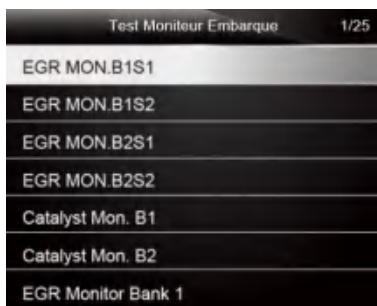 Test Moniteur Embarque 1/25
EGR MON.B1S1
EGR MON.B1S2
EGR MON.B2S1
EGR MON.B2S2
Catalyst Mon. B1
Catalyst Mon. B2
EGR Monitor Bank 1